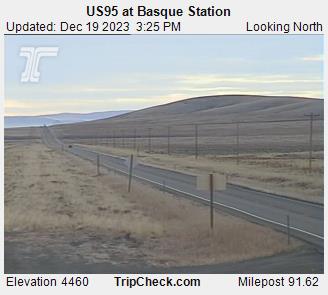 US95 at Basque Station
Updated: Dec 19 2023 3:25 PM Looking North
Elevation 4460 TripCheck.com Milepost 91.62